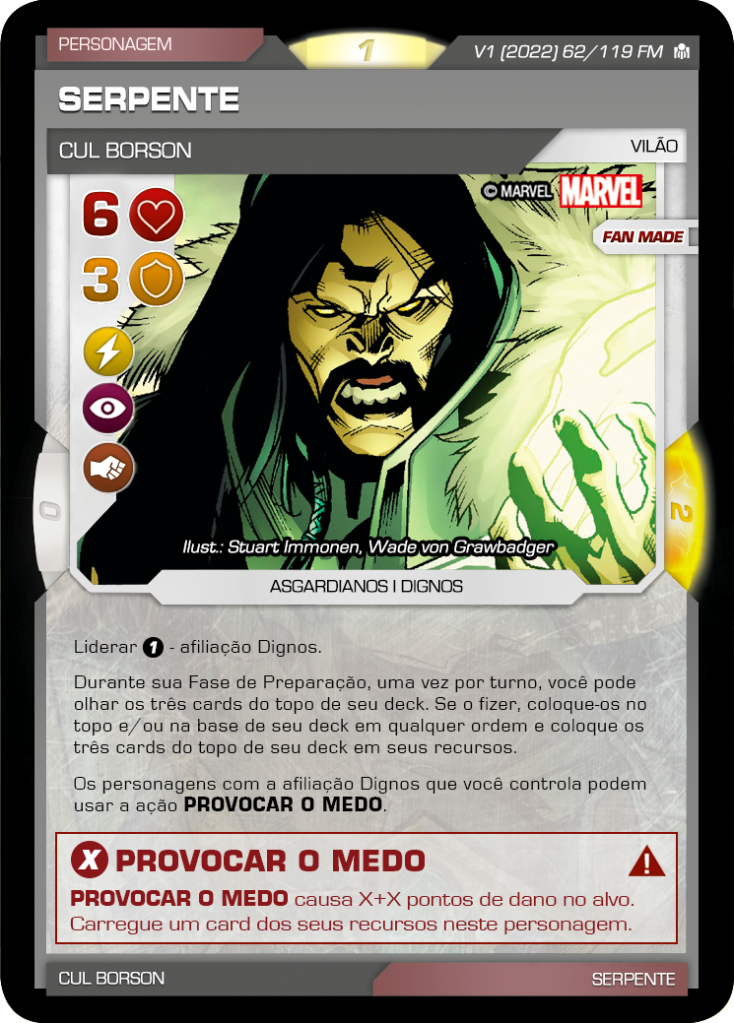 PERSONAGEM
1
V1 (2022) 62/119 FM
SERPENTE
CUL BORSON
VILÃO
© MARVEL MARVEL
6
FAN MADE
3
0
2
Ilust.: Stuart Immonen, Wade von Grawbadger
ASGARDIANOS | DIGNOS
Liderar 1 - afiliação Dignos.
Durante sua Fase de Preparação, uma vez por turno, você pode
olhar os três cards do topo de seu deck. Se o fizer, coloque-os no
topo e/ou na base de seu deck em qualquer ordem e coloque os
três cards do topo de seu deck em seus recursos.
Os personagens com a afiliação Dignos que você controla podem
usar a ação PROVOCAR O MEDO.
X PROVOCAR O MEDO
PROVOCAR O MEDO causa X+X pontos de dano no alvo.
Carregue um card dos seus recursos neste personagem.
CUL BORSON
SERPENTE